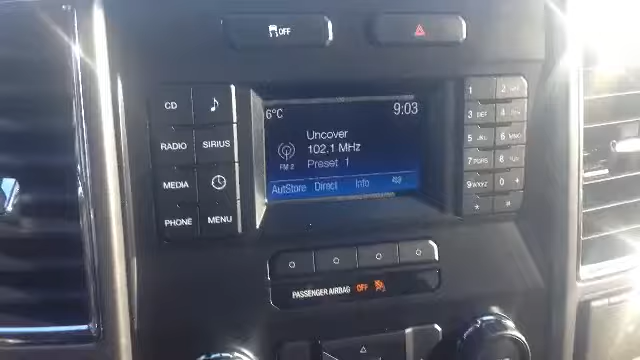 OFF
6°C 9:03
Uncover
102.1 MHz
FM 2 Preset 1
AutoStore Direct Info
CD
RADIO SIRIUS
MEDIA
PHONE MENU
1 2 ABC
3 DEF 4 GHI
5 JKL 6 MNO
7 PQRS 8 TUV
9 WXYZ 0 +
* #
PASSENGER AIRBAG OFF